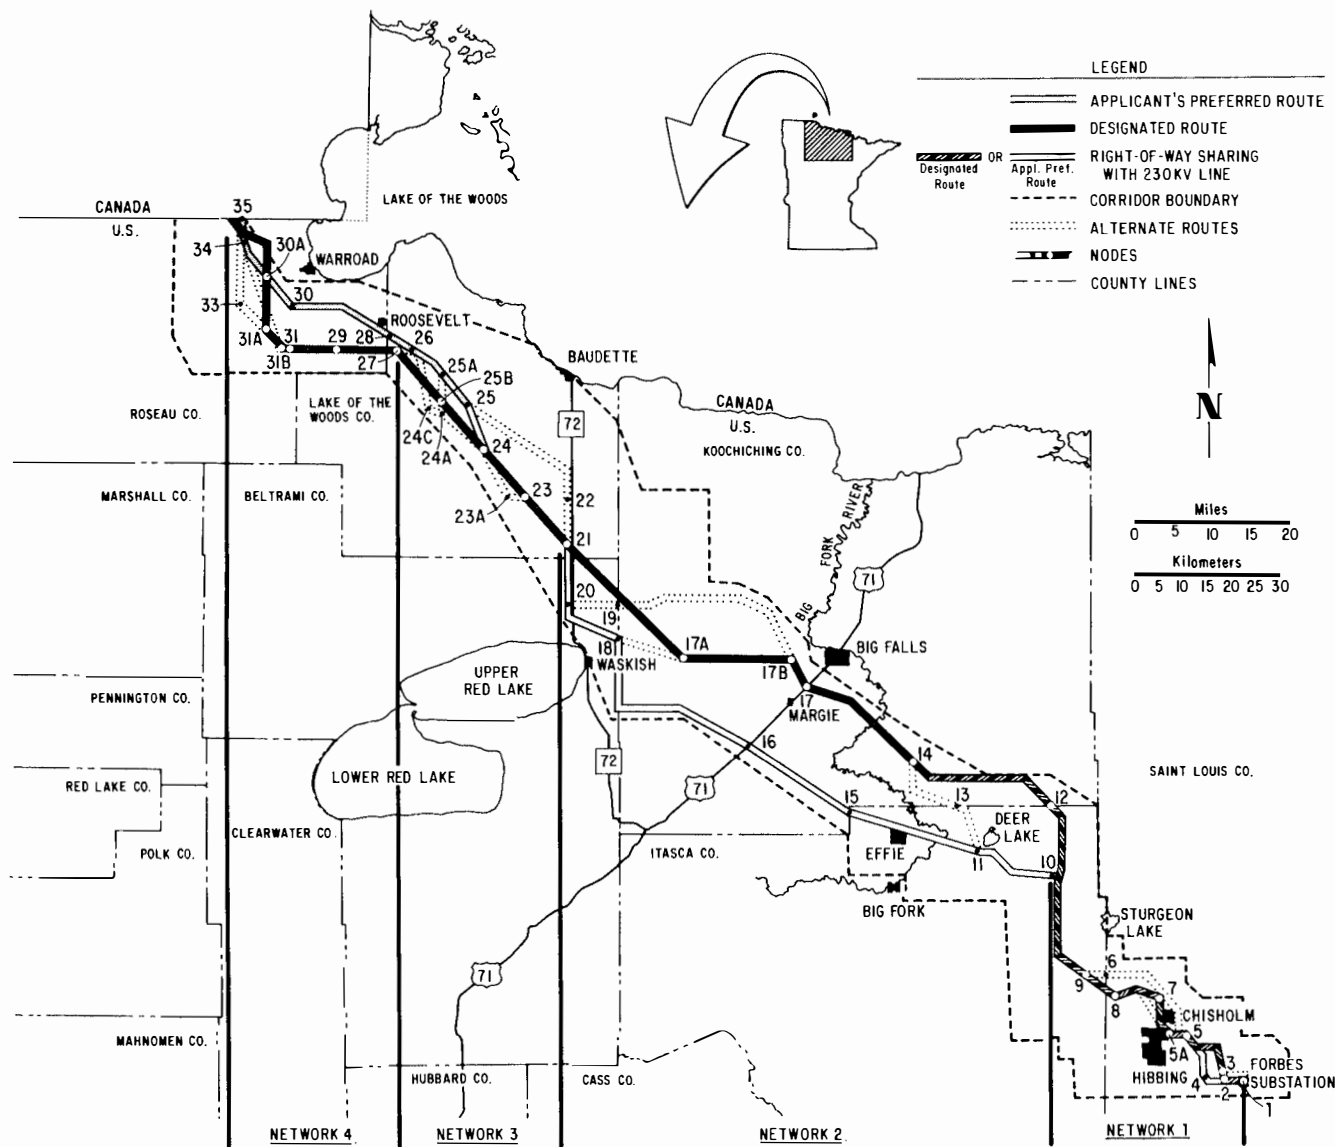 LEGEND
APPLICANT'S PREFERRED ROUTE
DESIGNATED ROUTE
Designated
Route
OR
Appl. Pref.
Route
RIGHT-OF-WAY SHARING
WITH 230KV LINE
CORRIDOR BOUNDARY
ALTERNATE ROUTES
NODES
COUNTY LINES
LAKE OF THE WOODS
CANADA
U.S.
35
34
30A
WARROAD
33
30
ROOSEVELT
31A
31
31B
29
28
27
26
25A
25B
25
BAUDETTE
72
CANADA
U.S.
KOOCHICHING CO.
N
ROSEAU CO.
LAKE OF THE
WOODS CO.
24C
24A
24
MARSHALL CO.
BELTRAMI CO.
23
23A
22
21
BIG FORK RIVER
71
Miles
0 5 10 15 20
Kilometers
0 5 10 15 20 25 30
20
19
18
WASKISH
17A
17B
BIG FALLS
17
MARGIE
UPPER
RED LAKE
PENNINGTON CO.
16
14
72
71
LOWER RED LAKE
RED LAKE CO.
SAINT LOUIS CO.
15
13
12
DEER
LAKE
CLEARWATER CO.
POLK CO.
ITASCA CO.
EFFIE
11
10
BIG FORK
STURGEON
LAKE
71
9
6
8
7
CHISHOLM
5
5A
HIBBING
MAHNOMEN CO.
HUBBARD CO.
CASS CO.
4
3
2
1
FORBES
SUBSTATION
NETWORK 4
NETWORK 3
NETWORK 2
NETWORK 1